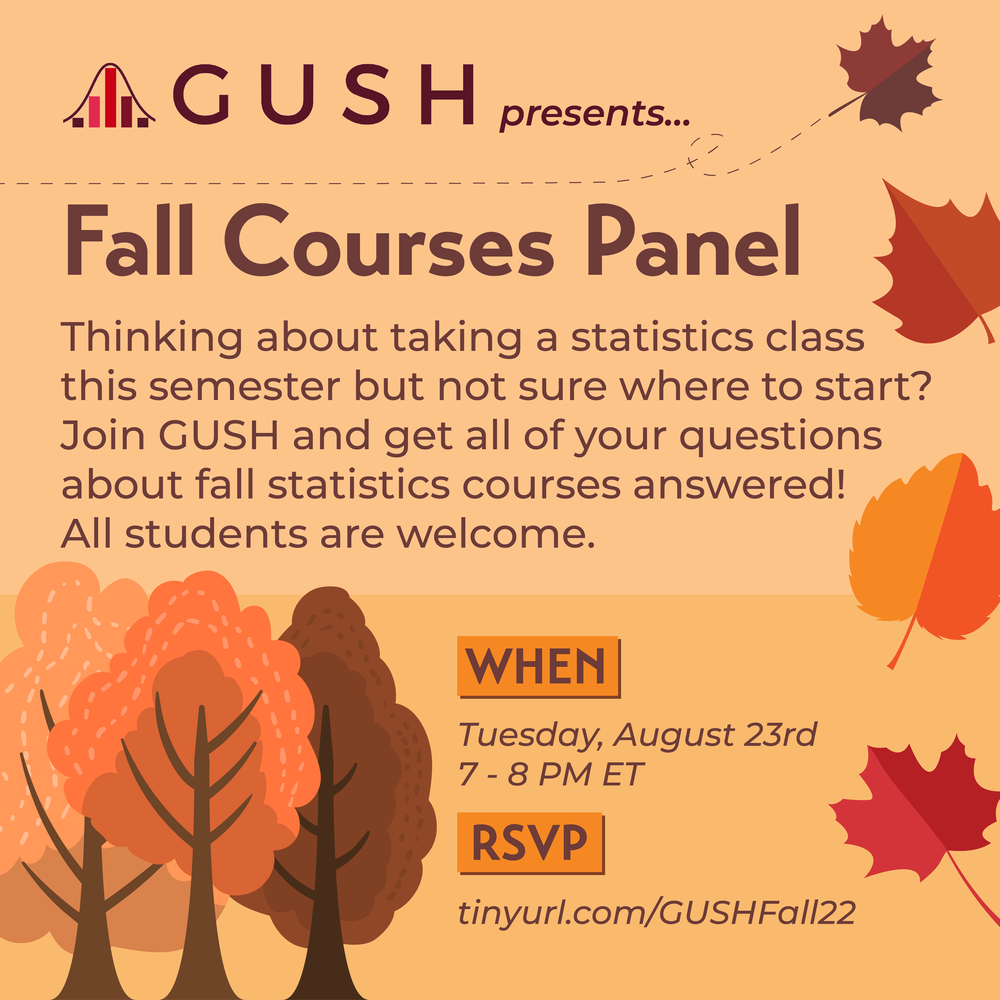 GUSH presents...
Fall Courses Panel
Thinking about taking a statistics class
this semester but not sure where to start?
Join GUSH and get all of your questions
about fall statistics courses answered!
All students are welcome.
WHEN
Tuesday, August 23rd
7 - 8 PM ET
RSVP
tinyurl.com/GUSHFall22